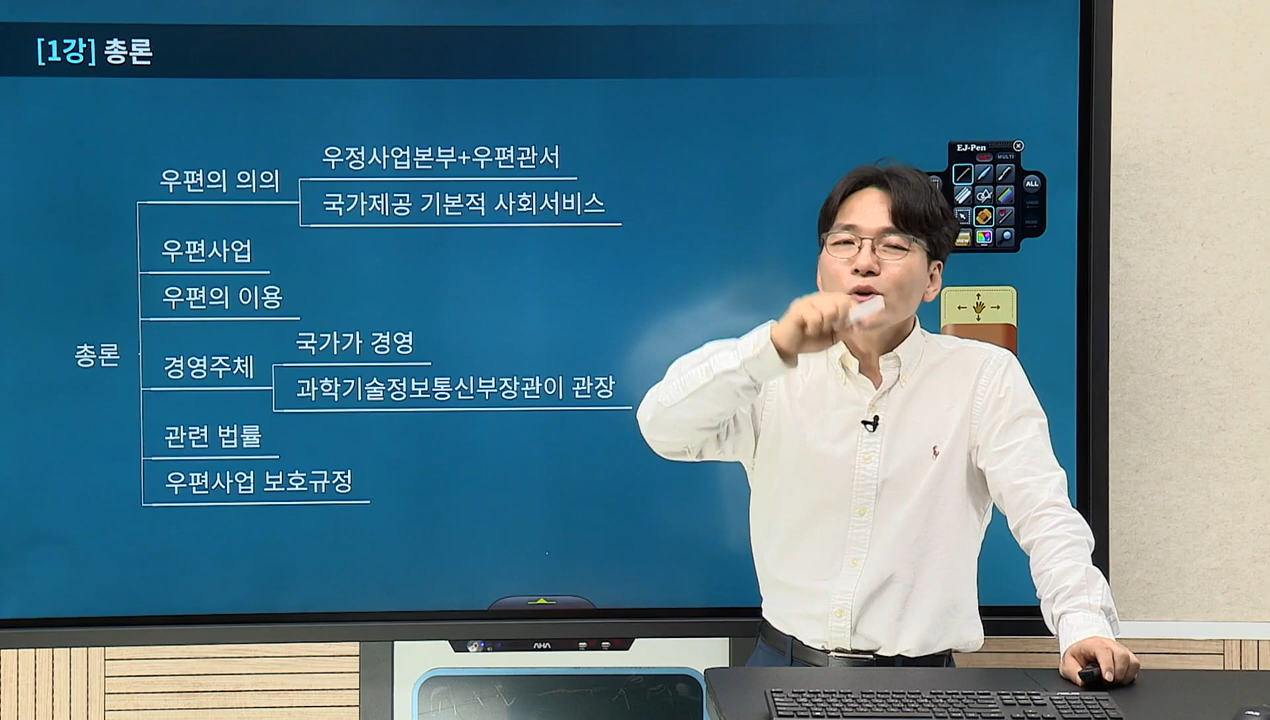 [1강] 총론
우정사업본부+우편관서
우편의 의의
국가제공 기본적 사회서비스
우편사업
우편의 이용
국가가 경영
총론
경영주체
과학기술정보통신부장관이 관장
관련 법률
우편사업 보호규정
EJ-Pen
MULTI
ALL
AHA